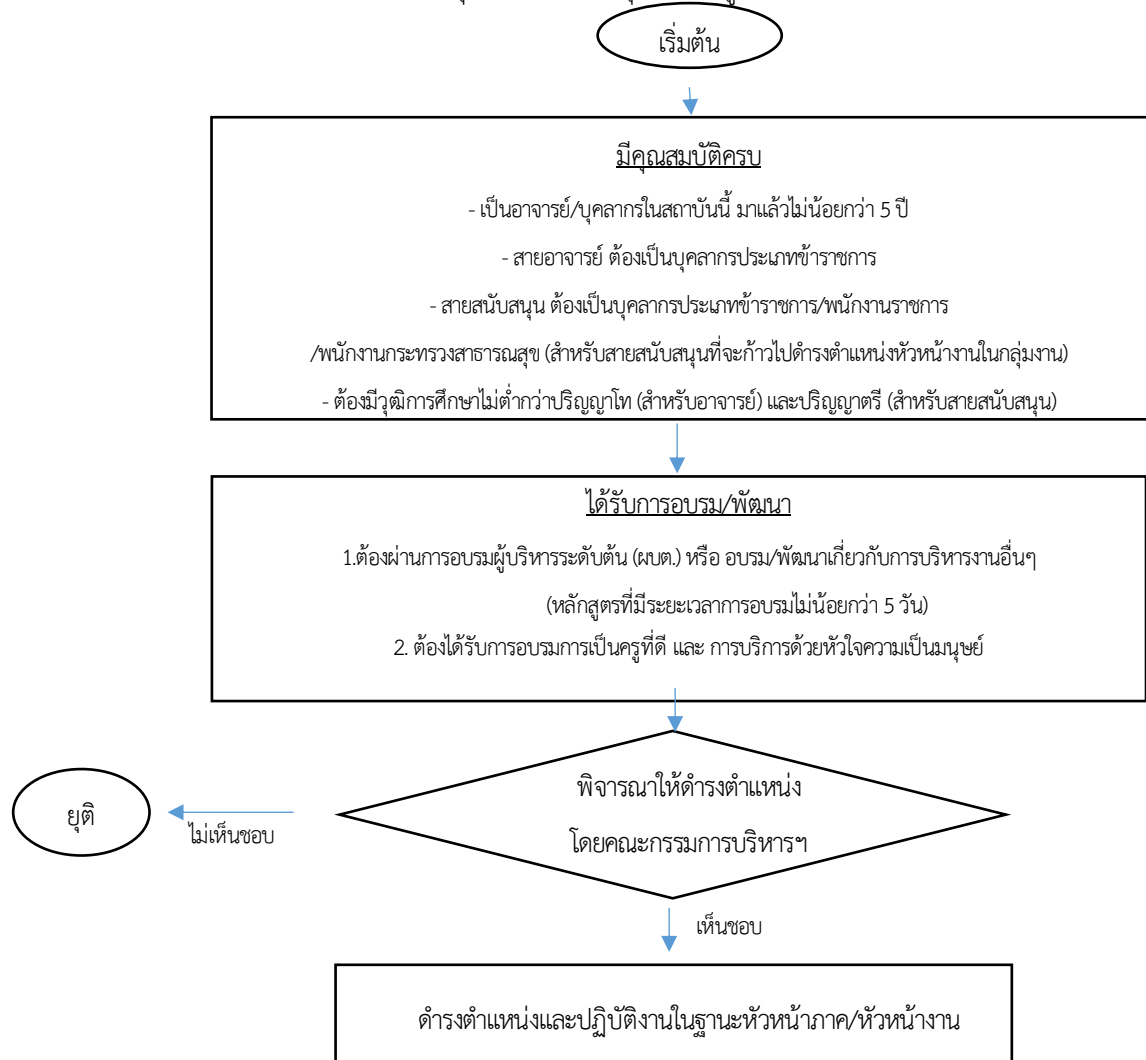 เริ่มต้น
มีคุณสมบัติครบ
- เป็นอาจารย์/บุคลากรในสถาบันนี้ มาแล้วไม่น้อยกว่า 5 ปี
- สายอาจารย์ ต้องเป็นบุคลากรประเภทข้าราชการ
- สายสนับสนุน ต้องเป็นบุคลากรประเภทข้าราชการ/พนักงานราชการ
/พนักงานกระทรวงสาธารณสุข (สำหรับสายสนับสนุนที่จะก้าวไปดำรงตำแหน่งหัวหน้างานในกลุ่มงาน)
- ต้องมีวุฒิการศึกษาไม่ต่ำกว่าปริญญาโท (สำหรับอาจารย์) และปริญญาตรี (สำหรับสายสนับสนุน)
ได้รับการอบรม/พัฒนา
1.ต้องผ่านการอบรมผู้บริหารระดับต้น (ผบต.) หรือ อบรม/พัฒนาเกี่ยวกับการบริหารงานอื่นๆ
(หลักสูตรที่มีระยะเวลาการอบรมไม่น้อยกว่า 5 วัน)
2. ต้องได้รับการอบรมการเป็นครูที่ดี และ การบริการด้วยหัวใจความเป็นมนุษย์
พิจารณาให้ดำรงตำแหน่ง
โดยคณะกรรมการบริหารฯ
ยุติ
ไม่เห็นชอบ
เห็นชอบ
ดำรงตำแหน่งและปฏิบัติงานในฐานะหัวหน้าภาค/หัวหน้างาน